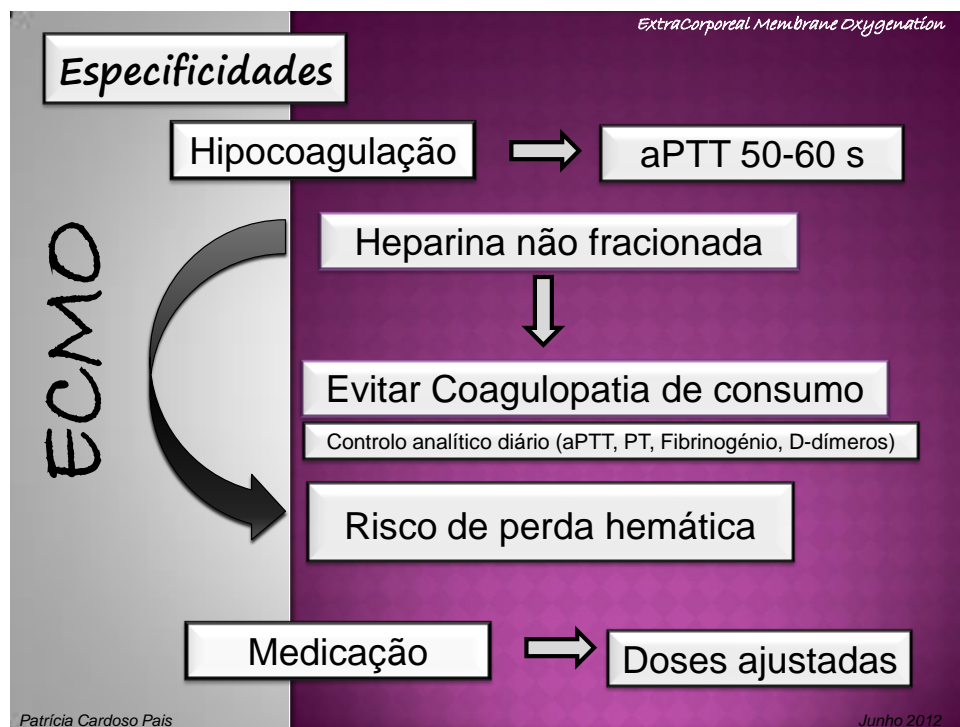 ExtraCorporeal Membrane Oxygenation
Especificidades
Hipocoagulação
aPTT 50-60 s
ECMO
Heparina não fracionada
Evitar Coagulopatia de consumo
Controlo analítico diário (aPTT, PT, Fibrinogénio, D-dímeros)
Risco de perda hemática
Medicação
Doses ajustadas
Patrícia Cardoso Pais
Junho 2012